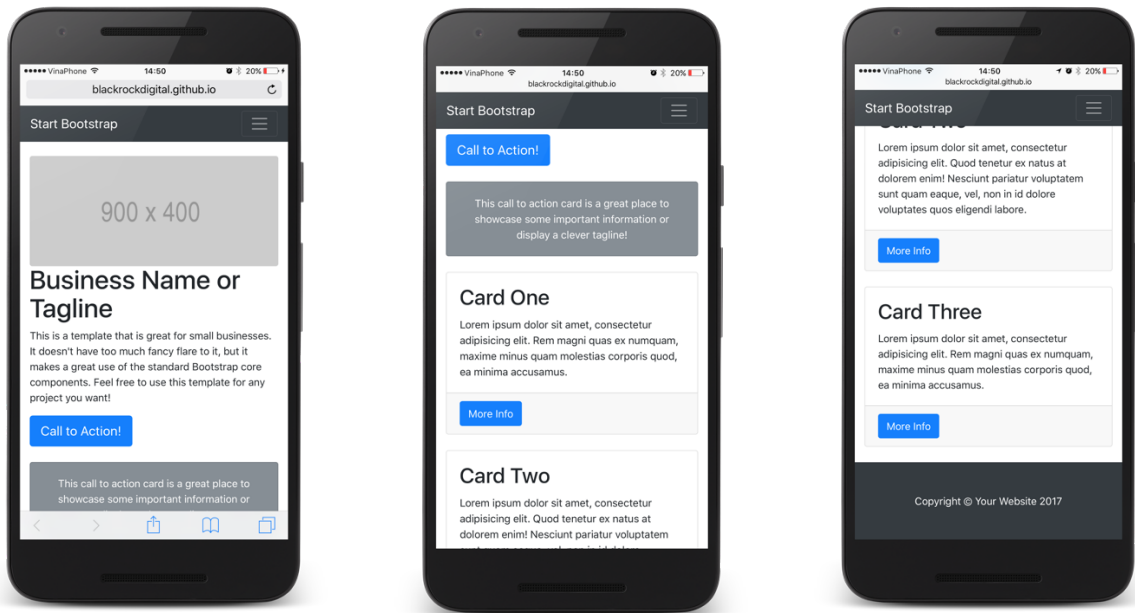 VinaPhone
14:50
20%
blackrockdigital.github.io
Start Bootstrap
900 x 400
Business Name or
Tagline
This is a template that is great for small businesses.
It doesn't have too much fancy flare to it, but it
makes a great use of the standard Bootstrap core
components. Feel free to use this template for any
project you want!
Call to Action!
This call to action card is a great place to
showcase some important information or
VinaPhone
14:50
20%
blackrockdigital.github.io
Start Bootstrap
Call to Action!
This call to action card is a great place to
showcase some important information or
display a clever tagline!
Card One
Lorem ipsum dolor sit amet, consectetur
adipisicing elit. Rem magni quas ex numquam,
maxime minus quam molestias corporis quod,
ea minima accusamus.
More Info
Card Two
Lorem ipsum dolor sit amet, consectetur
adipisicing elit. Quod tenetur ex natus at
dolorem enim! Nesciunt pariatur voluptatem
VinaPhone
14:50
20%
blackrockdigital.github.io
Start Bootstrap
Card Two
Lorem ipsum dolor sit amet, consectetur
adipisicing elit. Quod tenetur ex natus at
dolorem enim! Nesciunt pariatur voluptatem
sunt quam eaque, vel, non in id dolore
voluptates quos eligendi labore.
More Info
Card Three
Lorem ipsum dolor sit amet, consectetur
adipisicing elit. Rem magni quas ex numquam,
maxime minus quam molestias corporis quod,
ea minima accusamus.
More Info
Copyright © Your Website 2017